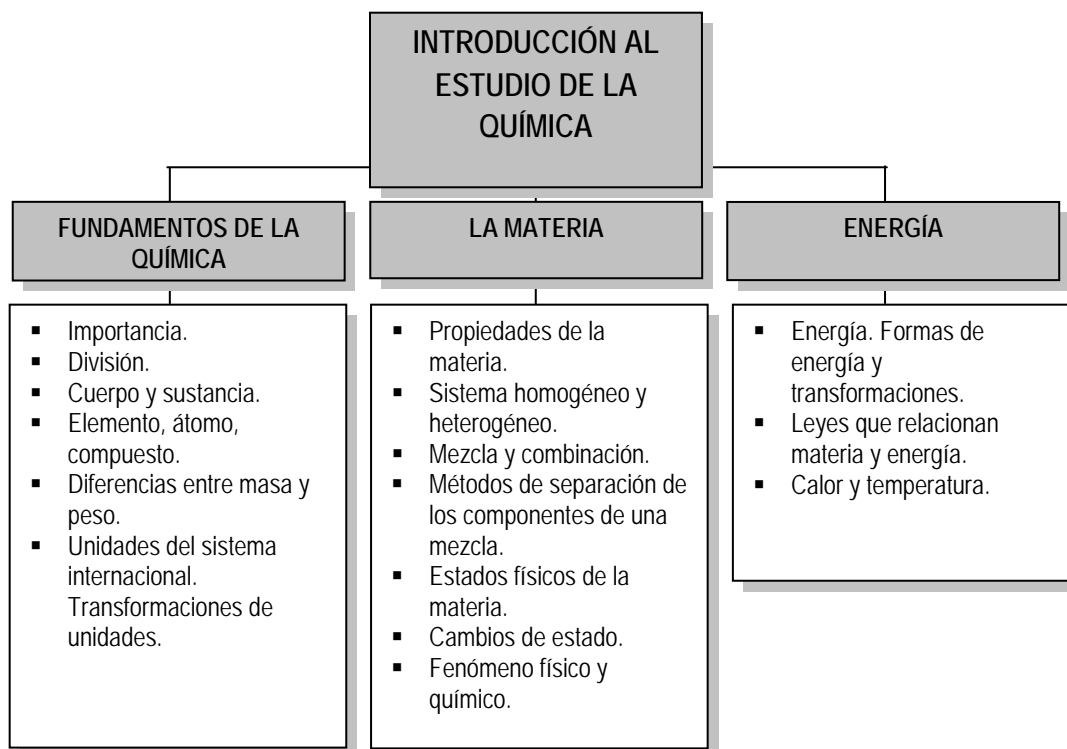 INTRODUCCIÓN AL
ESTUDIO DE LA
QUÍMICA
FUNDAMENTOS DE LA
QUÍMICA
▪ Importancia.
▪ División.
▪ Cuerpo y sustancia.
▪ Elemento, átomo,
compuesto.
▪ Diferencias entre masa y
peso.
▪ Unidades del sistema
internacional.
Transformaciones de
unidades.
LA MATERIA
▪ Propiedades de la
materia.
▪ Sistema homogéneo y
heterogéneo.
▪ Mezcla y combinación.
▪ Métodos de separación de
los componentes de una
mezcla.
▪ Estados físicos de la
materia.
▪ Cambios de estado.
▪ Fenómeno físico y
químico.
ENERGÍA
▪ Energía. Formas de
energía y
transformaciones.
▪ Leyes que relacionan
materia y energía.
▪ Calor y temperatura.